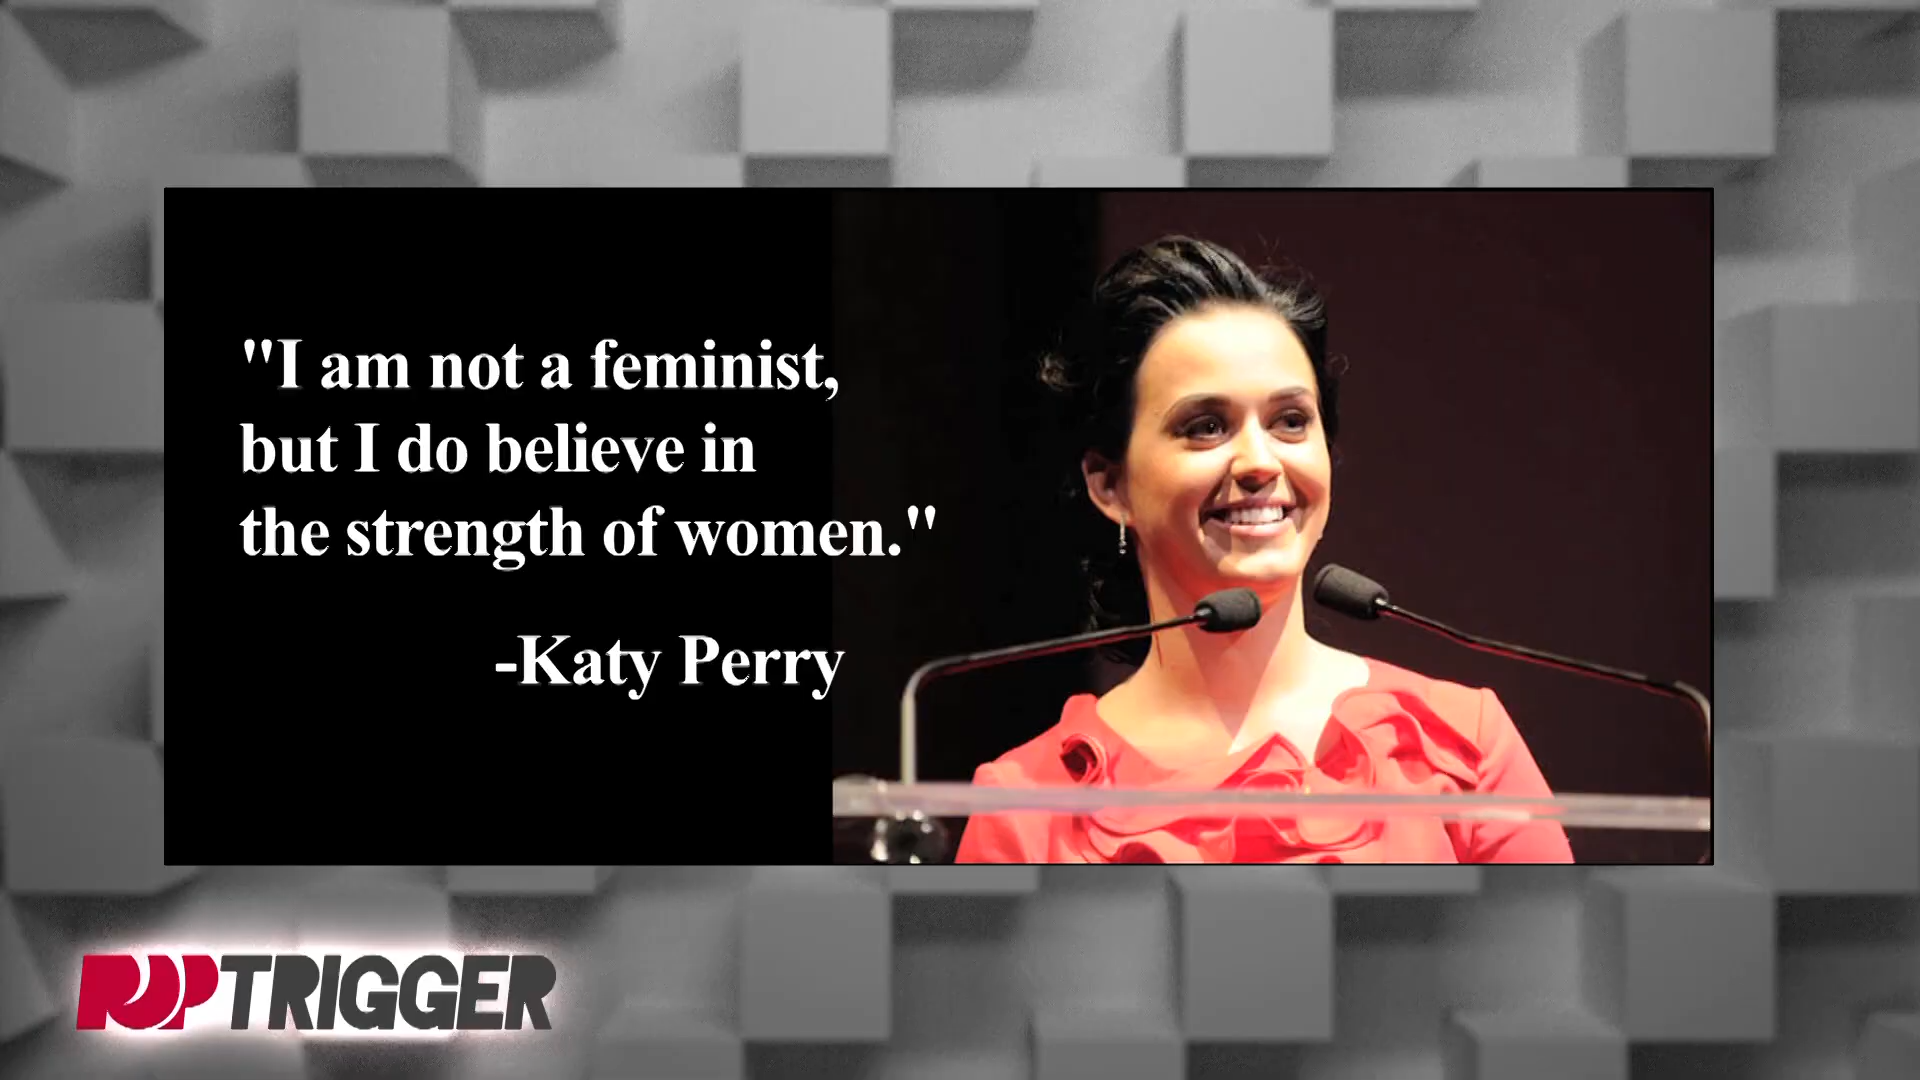 "I am not a feminist,
but I do believe in
the strength of women."
-Katy Perry
POPTRIGGER